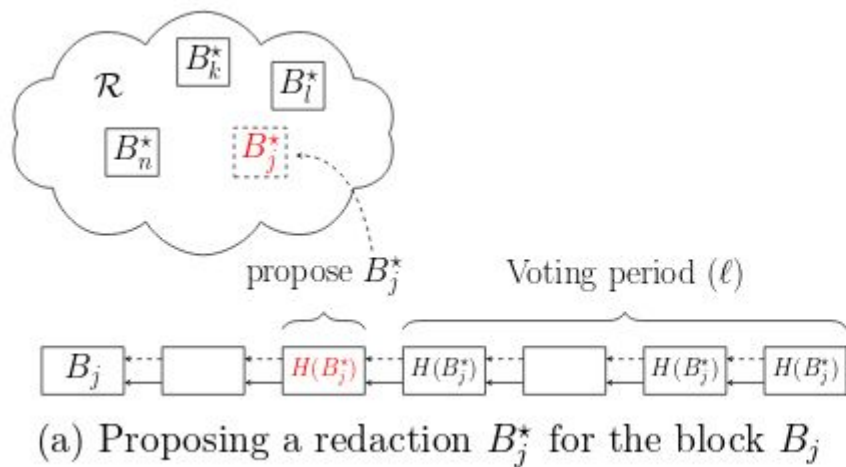 B*k
R
B*l
B*n
B*j
propose B*j
Voting period (ℓ)
Bj H(B*j) H(B*j) H(B*j) H(B*j)
(a) Proposing a redaction B*j for the block Bj